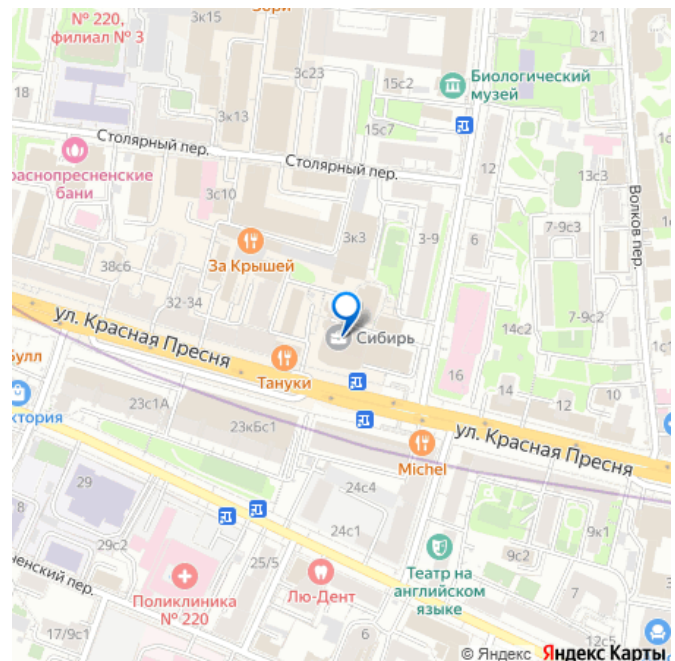 Зори
3к15
№ 220,
филиал № 3
21
3с23
15с2
Биологический
музей
18
3к13
15с7
Столярный пер.
Столярный пер.
12
13с3
раснопресненские
бани
3с10
Волков пер.
3к3
3-9
6
7-9с3
За Крышей
38с6
32-34
ул. Красная Пресня
Сибирь
14с2
7-9с2
1с
Булл
Тануки
16
14
12
10
ктория
23с1А
23кБс1
ул. Красная Пресня
Michel
29
24с4
8
24с1
9к1
29с2
25/5
9с2
ненский пер.
Поликлиника
№ 220
Лю-Дент
Театр на
английском
языке
7
3
17/9с1
6
12с5
© Яндекс Яндекс Карты